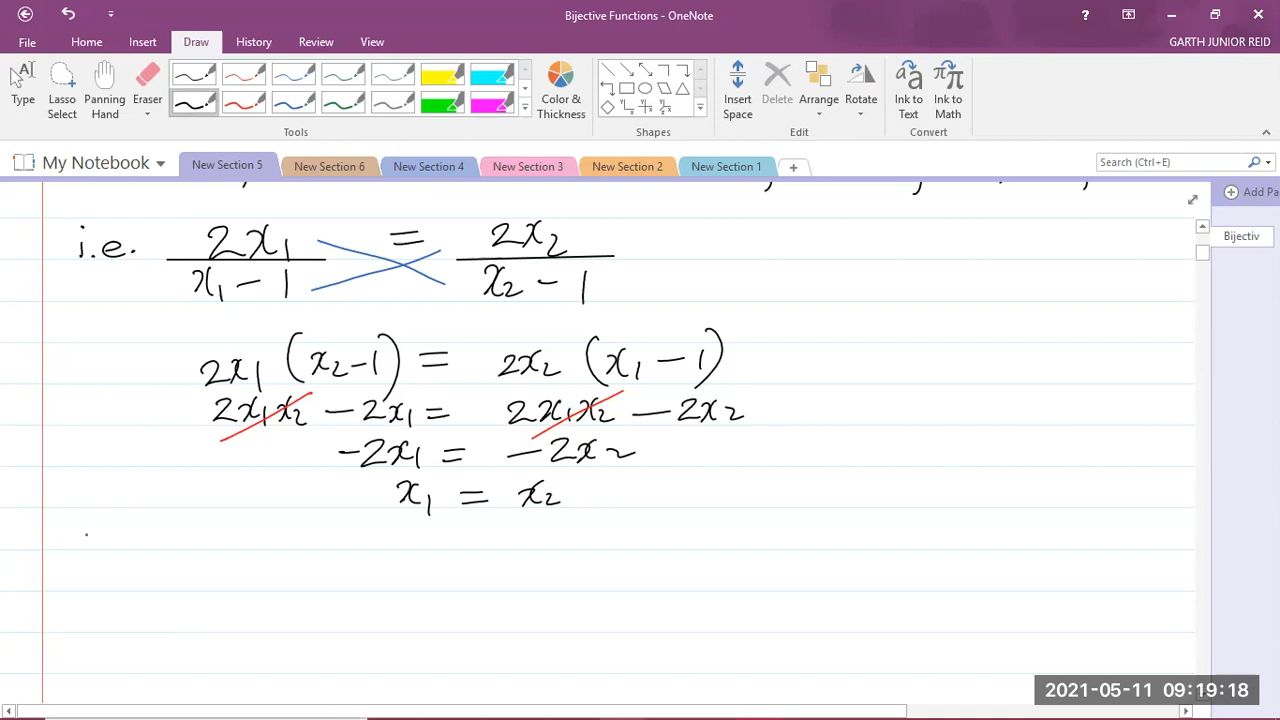 Bijective Functions - OneNote
?
File Home Insert Draw History Review View
GARTH JUNIOR REID
Type Lasso Select Panning Hand Eraser Color & Thickness Insert Space Delete Arrange Rotate Ink to Text Ink to Math
Tools Shapes Edit Convert
My Notebook New Section 5 New Section 6 New Section 4 New Section 3 New Section 2 New Section 1 + Search (Ctrl+E)
Add Pa
Bijectiv
i.e. 2x₁/(x₁ - 1) = 2x₂/(x₂ - 1)
2x₁ (x₂ - 1) = 2x₂ (x₁ - 1)
2x₁x₂ - 2x₁ = 2x₁x₂ - 2x₂
-2x₁ = -2x₂
x₁ = x₂
2021-05-11 09:19:18